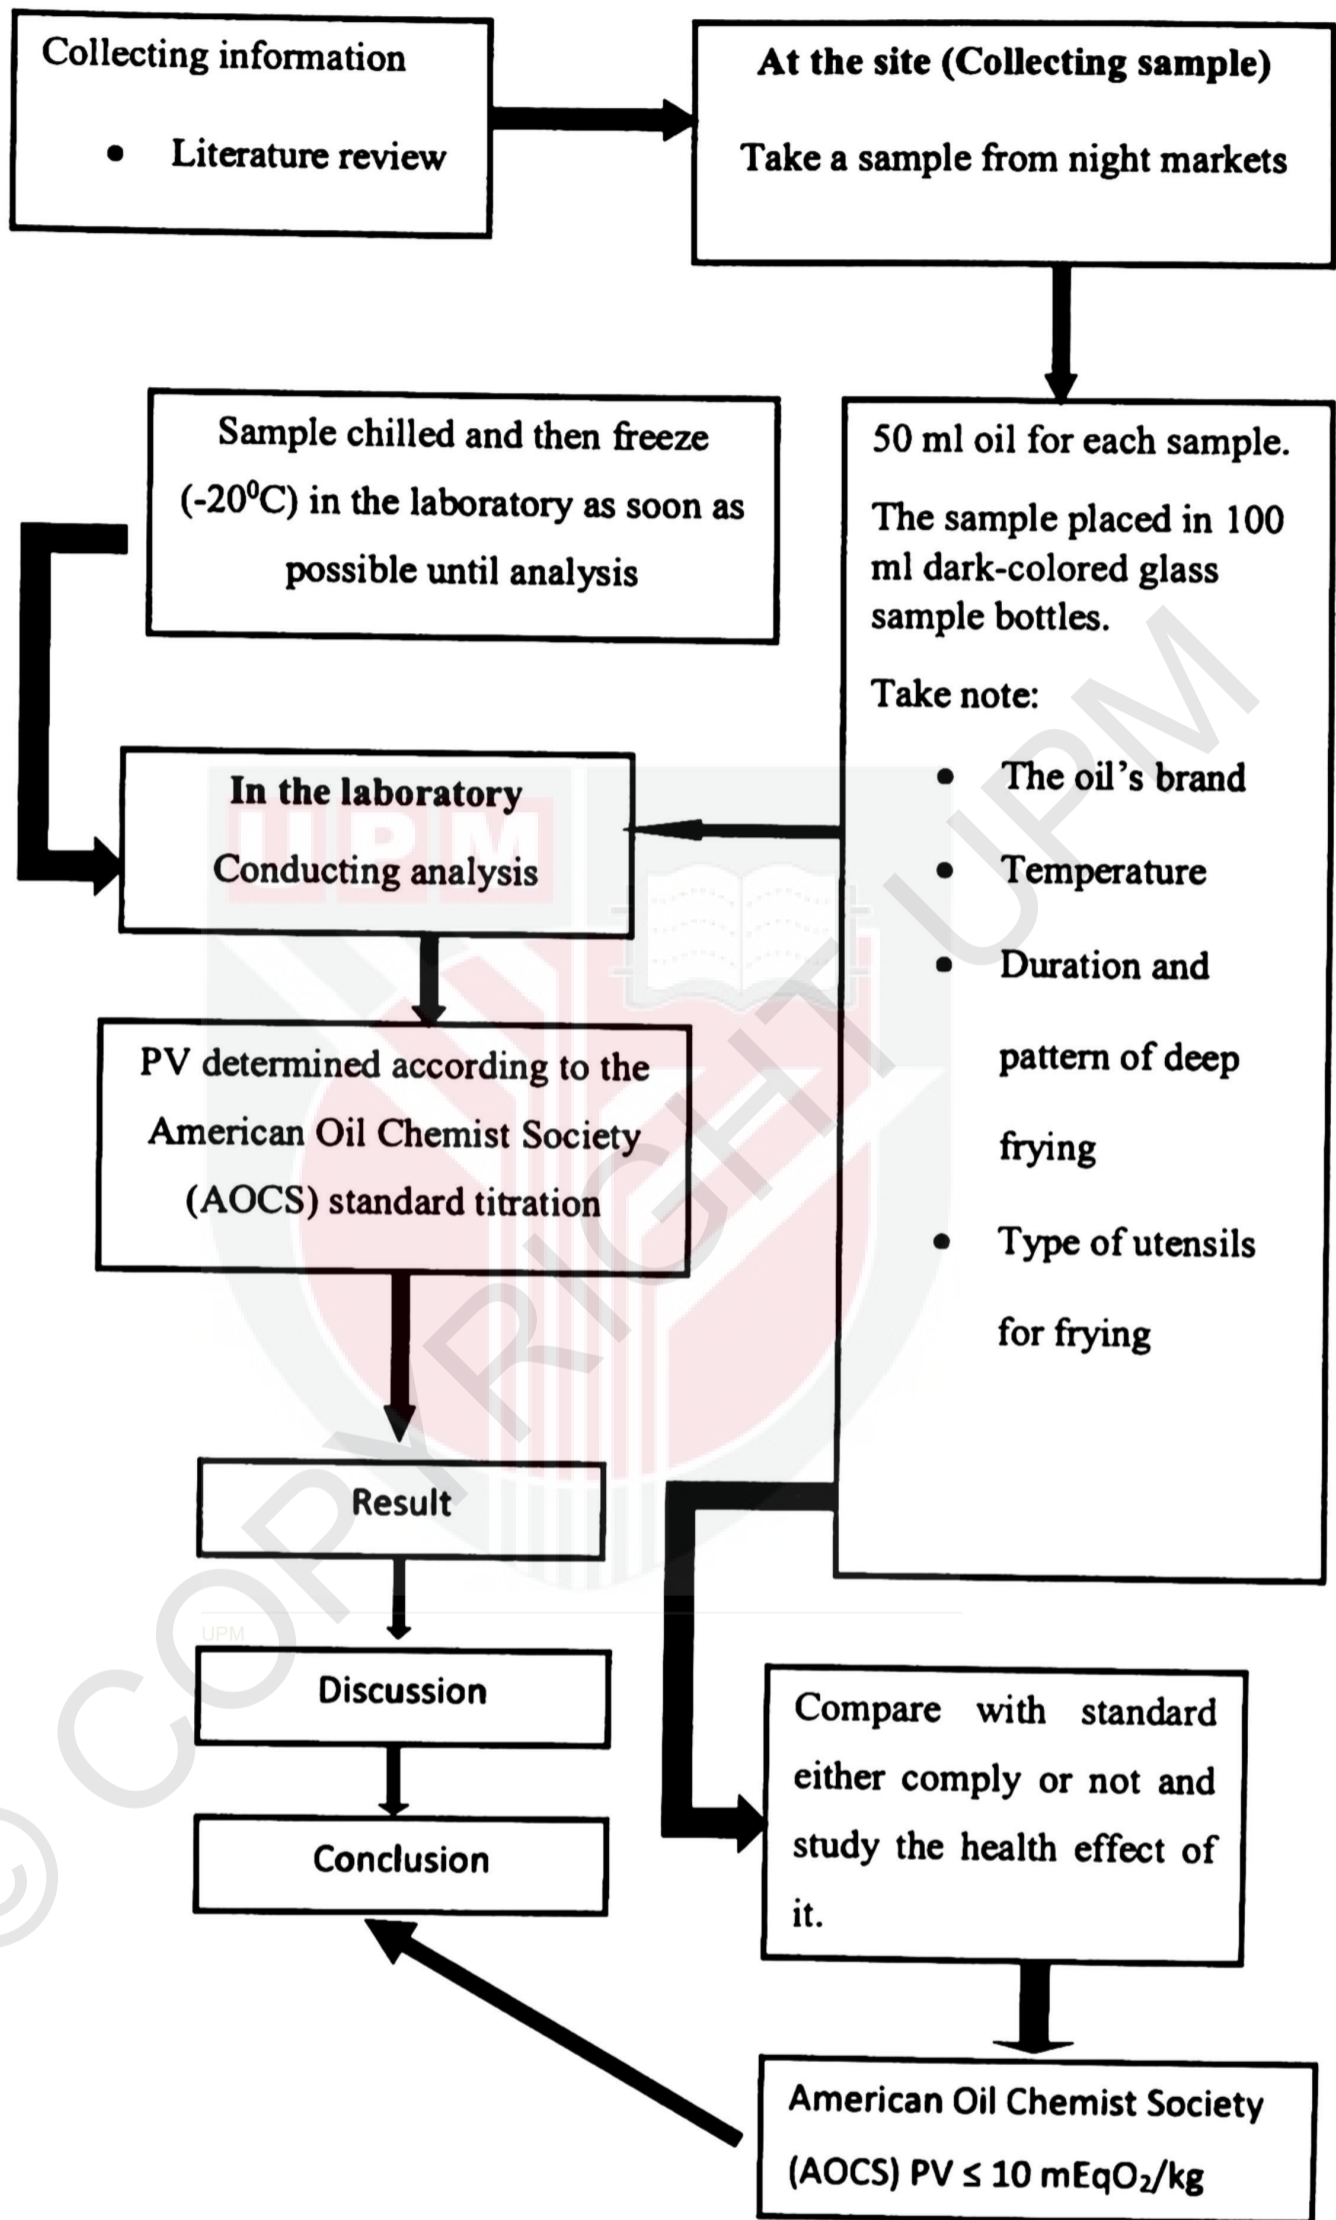 Collecting information
• Literature review
At the site (Collecting sample)
Take a sample from night markets
50 ml oil for each sample.
The sample placed in 100
ml dark-colored glass
sample bottles.
Take note:
• The oil's brand
• Temperature
• Duration and
pattern of deep
frying
• Type of utensils
for frying
Sample chilled and then freeze
(-20⁰C) in the laboratory as soon as
possible until analysis
In the laboratory
Conducting analysis
PV determined according to the
American Oil Chemist Society
(AOCS) standard titration
Result
Discussion
Conclusion
Compare with standard
either comply or not and
study the health effect of
it.
American Oil Chemist Society
(AOCS) PV ≤ 10 mEqO₂/kg
UPM
UPM
© COPYRIGHT UPM